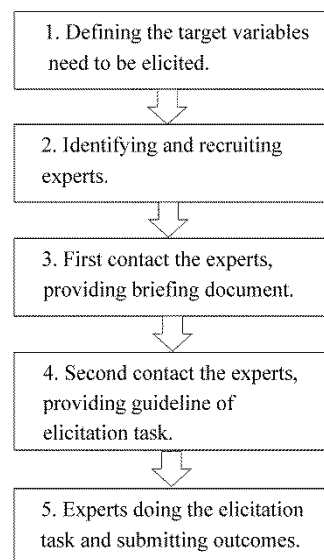 1. Defining the target variables
need to be elicited.
2. Identifying and recruiting
experts.
3. First contact the experts,
providing briefing document.
4. Second contact the experts,
providing guideline of
elicitation task.
5. Experts doing the elicitation
task and submitting outcomes.